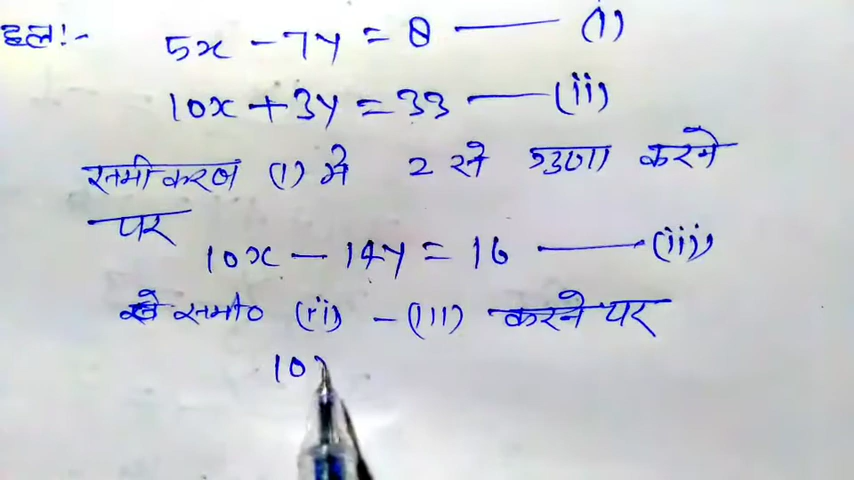 हल:-
5x - 7y = 8 —— (i)
10x + 3y = 33 —— (ii)
समीकरण (i) में 2 से गुणा करने
पर
10x - 14y = 16 —— (iii)
समी० (ii) - (iii) करने पर
10